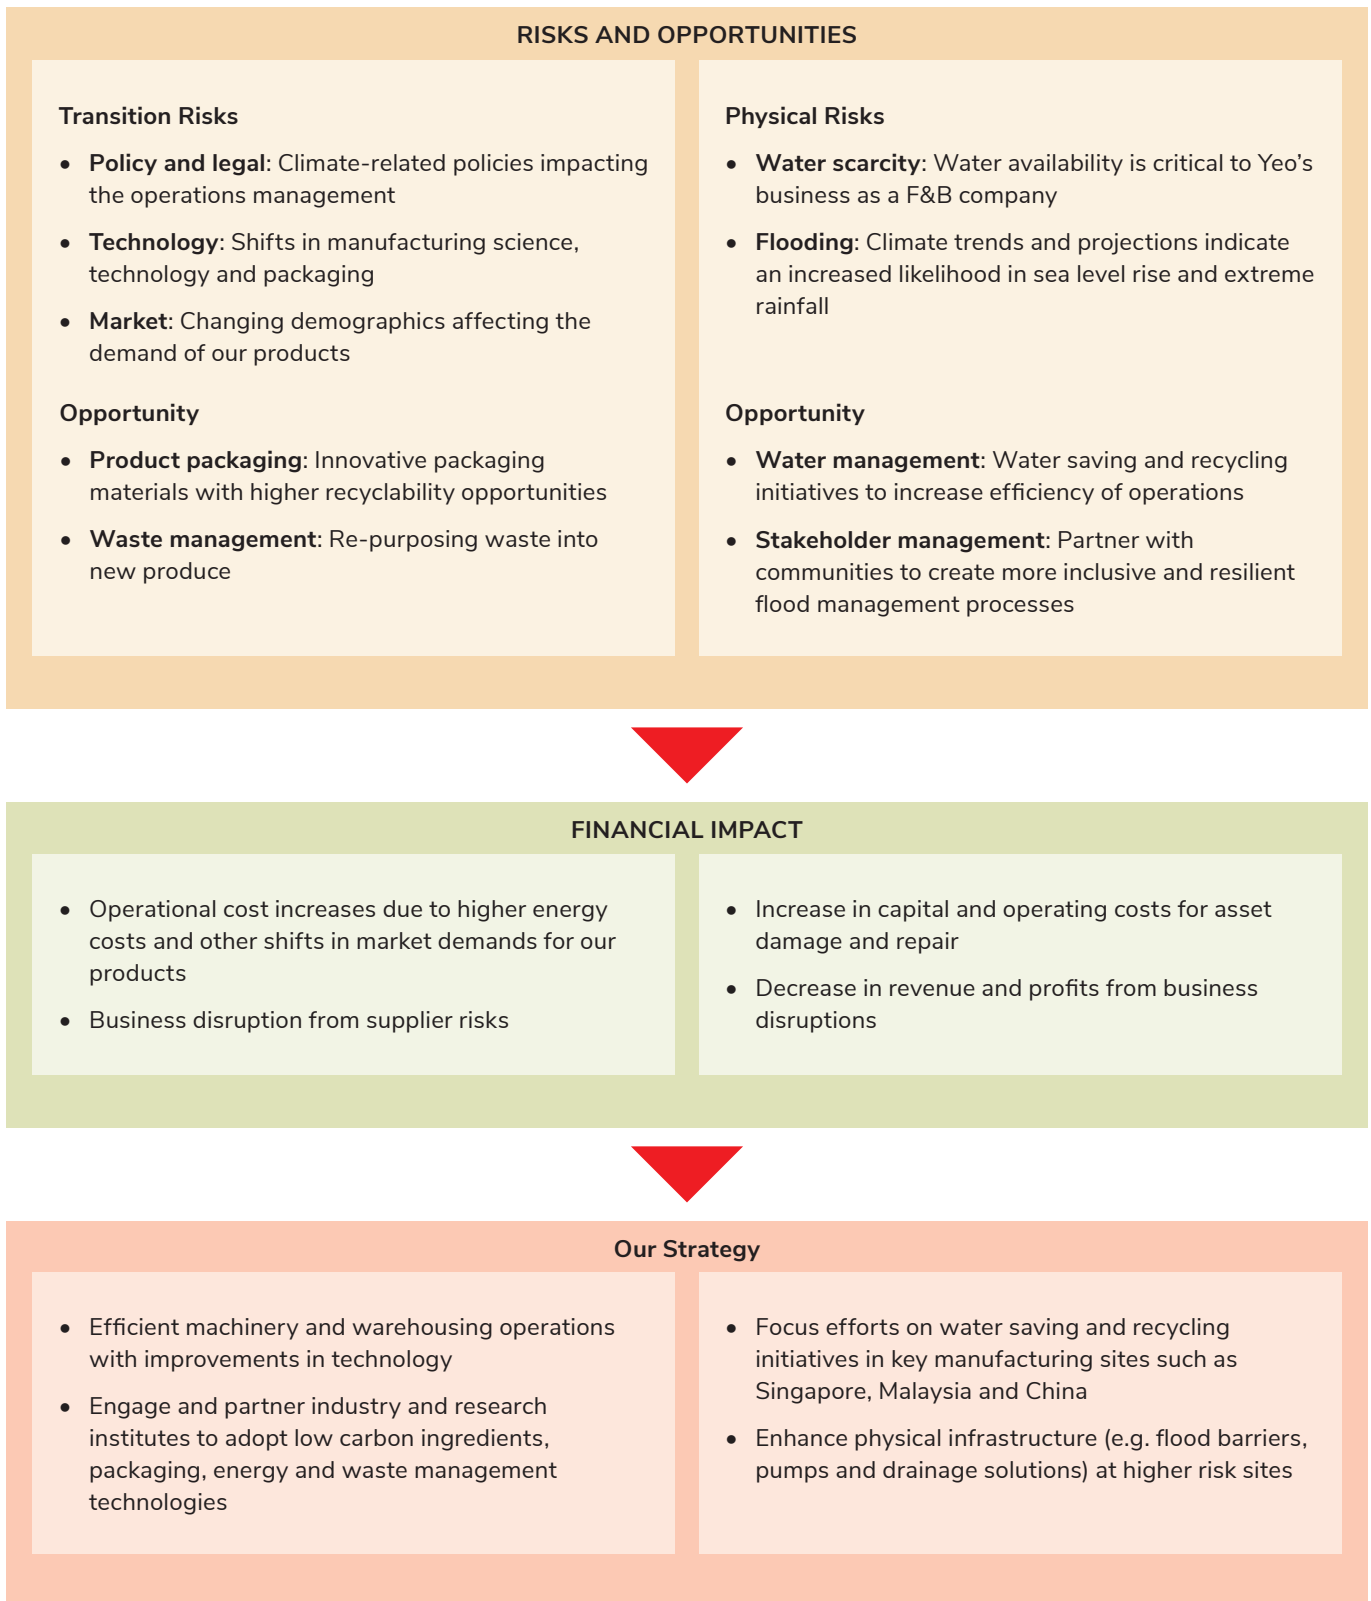 RISKS AND OPPORTUNITIES
Transition Risks
• Policy and legal: Climate-related policies impacting
the operations management
• Technology: Shifts in manufacturing science,
technology and packaging
• Market: Changing demographics affecting the
demand of our products
Opportunity
• Product packaging: Innovative packaging
materials with higher recyclability opportunities
• Waste management: Re-purposing waste into
new produce
Physical Risks
• Water scarcity: Water availability is critical to Yeo’s
business as a F&B company
• Flooding: Climate trends and projections indicate
an increased likelihood in sea level rise and extreme
rainfall
Opportunity
• Water management: Water saving and recycling
initiatives to increase efficiency of operations
• Stakeholder management: Partner with
communities to create more inclusive and resilient
flood management processes
FINANCIAL IMPACT
• Operational cost increases due to higher energy
costs and other shifts in market demands for our
products
• Business disruption from supplier risks
• Increase in capital and operating costs for asset
damage and repair
• Decrease in revenue and profits from business
disruptions
Our Strategy
• Efficient machinery and warehousing operations
with improvements in technology
• Engage and partner industry and research
institutes to adopt low carbon ingredients,
packaging, energy and waste management
technologies
• Focus efforts on water saving and recycling
initiatives in key manufacturing sites such as
Singapore, Malaysia and China
• Enhance physical infrastructure (e.g. flood barriers,
pumps and drainage solutions) at higher risk sites